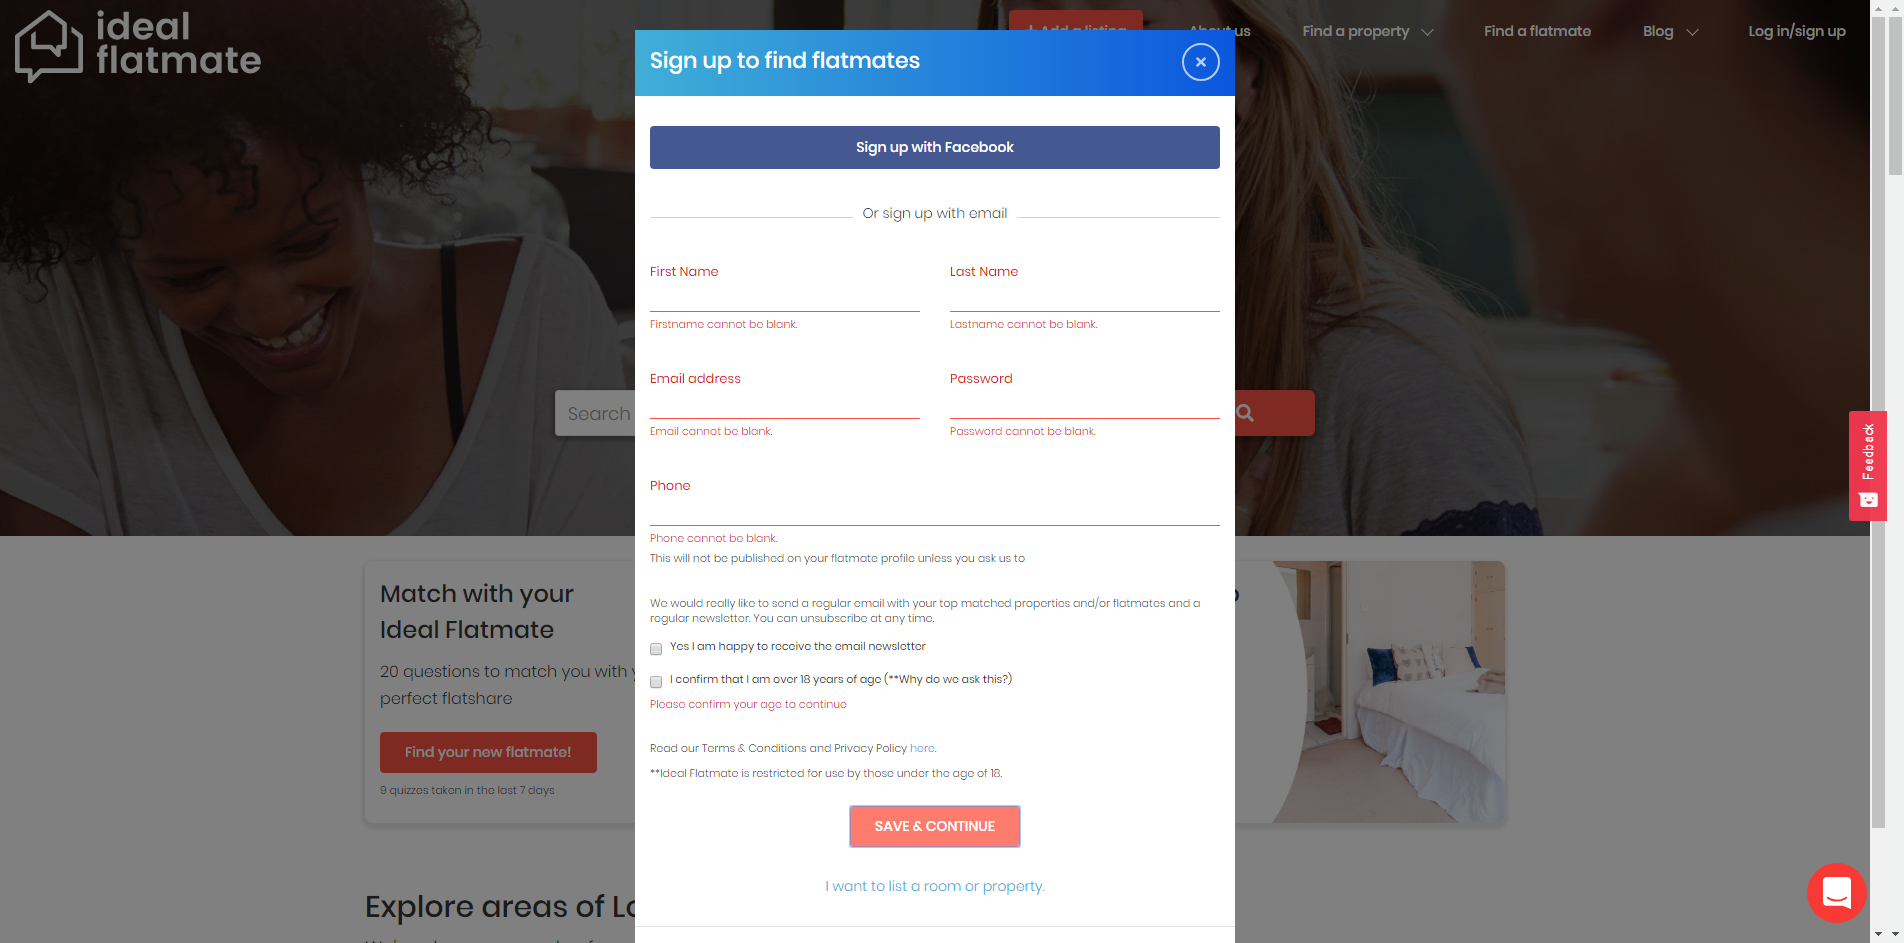 ideal
flatmate
Add a listing
About us
Find a property
Find a flatmate
Blog
Log in/sign up
Sign up to find flatmates
Sign up with Facebook
Or sign up with email
First Name
Last Name
Firstname cannot be blank.
Lastname cannot be blank.
Email address
Password
Search
Email cannot be blank.
Password cannot be blank.
Feedback
Phone
Phone cannot be blank.
This will not be published on your flatmate profile unless you ask us to
Match with your
Ideal Flatmate
20 questions to match you with
perfect flatshare
Find your new flatmate!
9 quizzes taken in the last 7 days
We would really like to send a regular email with your top matched properties and/or flatmates and a
regular newsletter. You can unsubscribe at any time.
Yes I am happy to receive the email newsletter
I confirm that I am over 18 years of age (**Why do we ask this?)
Please confirm your age to continue
Read our Terms & Conditions and Privacy Policy here.
**Ideal Flatmate is restricted for use by those under the age of 18.
SAVE & CONTINUE
I want to list a room or property.
Explore areas of